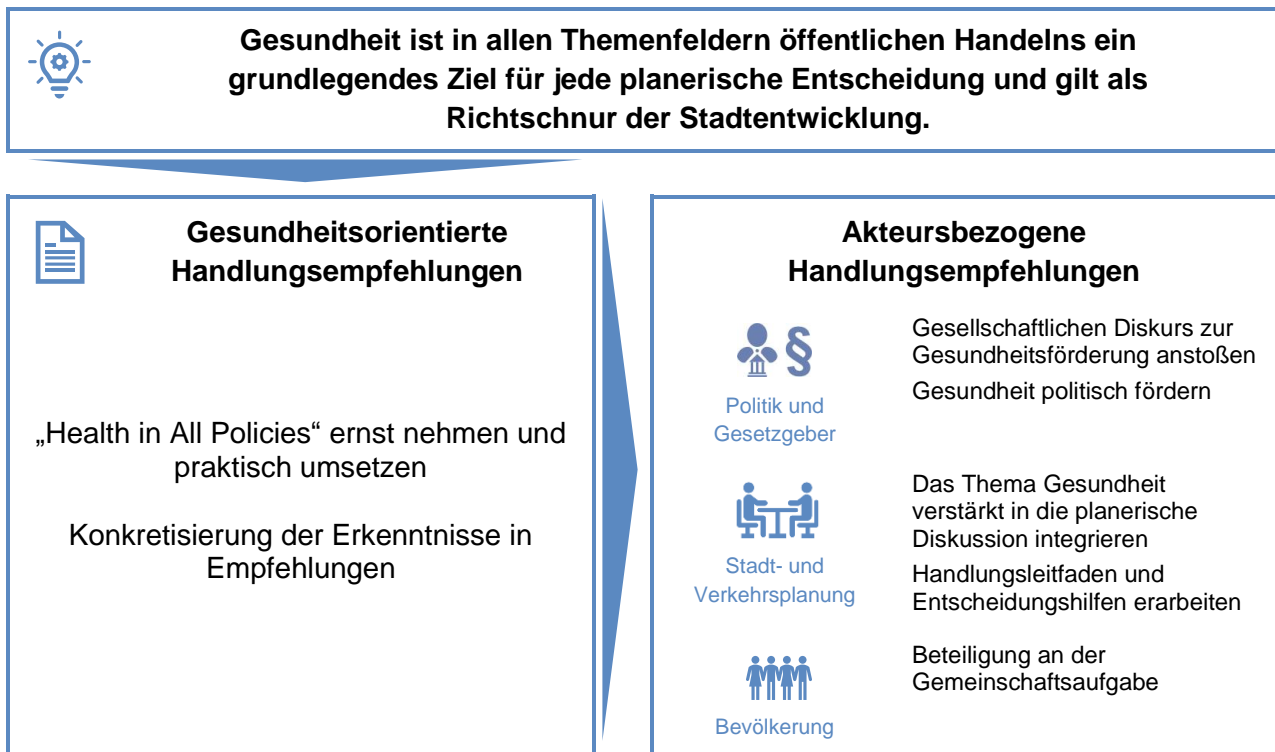 Gesundheit ist in allen Themenfeldern öffentlichen Handelns ein
grundlegendes Ziel für jede planerische Entscheidung und gilt als
Richtschnur der Stadtentwicklung.
Gesundheitsorientierte
Handlungsempfehlungen
„Health in All Policies“ ernst nehmen und
praktisch umsetzen
Konkretisierung der Erkenntnisse in
Empfehlungen
Akteursbezogene
Handlungsempfehlungen
§
Politik und
Gesetzgeber
Gesellschaftlichen Diskurs zur
Gesundheitsförderung anstoßen
Gesundheit politisch fördern
Stadt- und
Verkehrsplanung
Das Thema Gesundheit
verstärkt in die planerische
Diskussion integrieren
Handlungsleitfaden und
Entscheidungshilfen erarbeiten
Bevölkerung
Beteiligung an der
Gemeinschaftsaufgabe